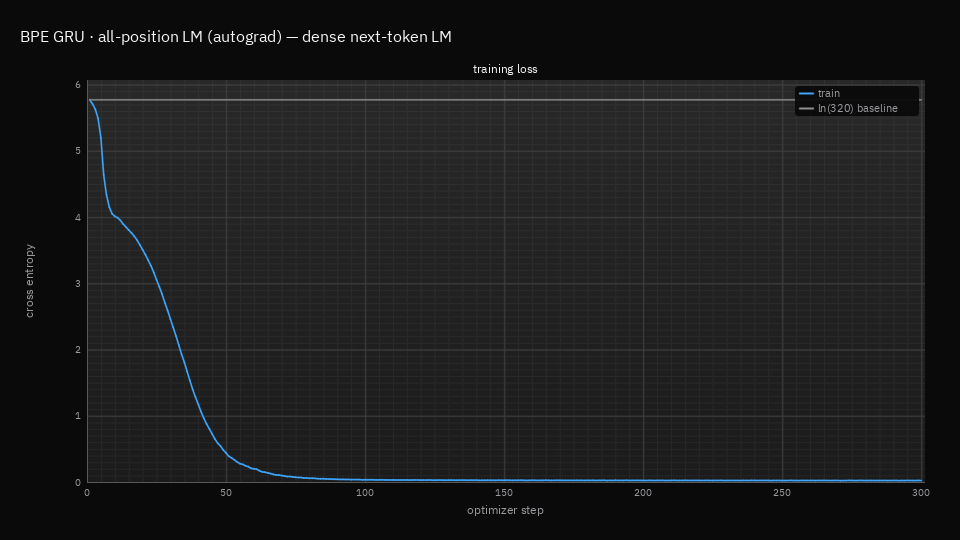 BPE GRU · all-position LM (autograd) — dense next-token LM
training loss
train
ln(320) baseline
6
5
4
3
2
1
0
cross entropy
0 50 100 150 200 250 300
optimizer step